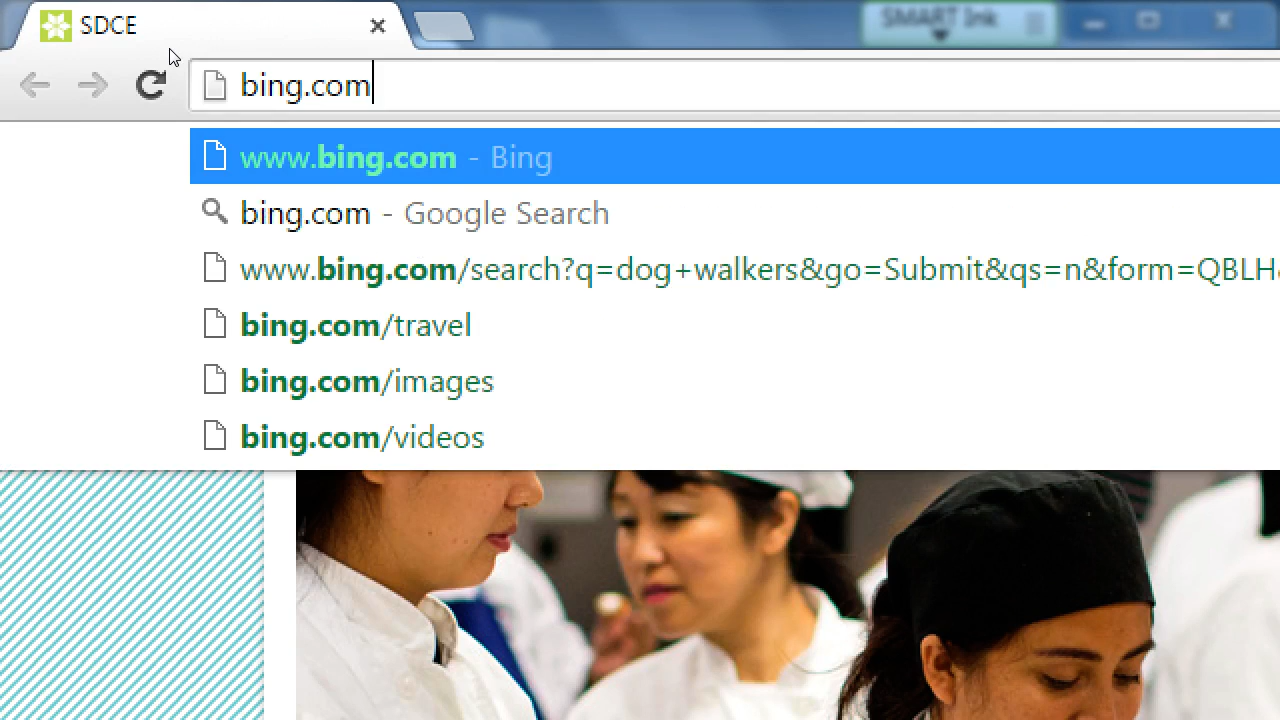 SDCE
SMART Ink
bing.com
www.bing.com - Bing
bing.com - Google Search
www.bing.com/search?q=dog+walkers&go=Submit&qs=n&form=QBLH&
bing.com/travel
bing.com/images
bing.com/videos